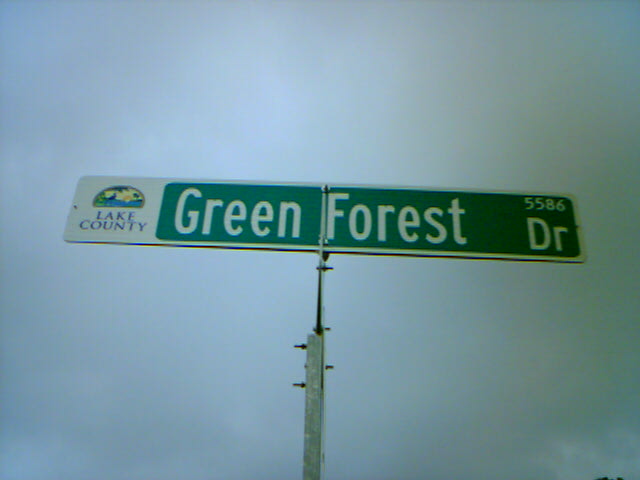 LAKE
COUNTY
Green Forest
5586
Dr